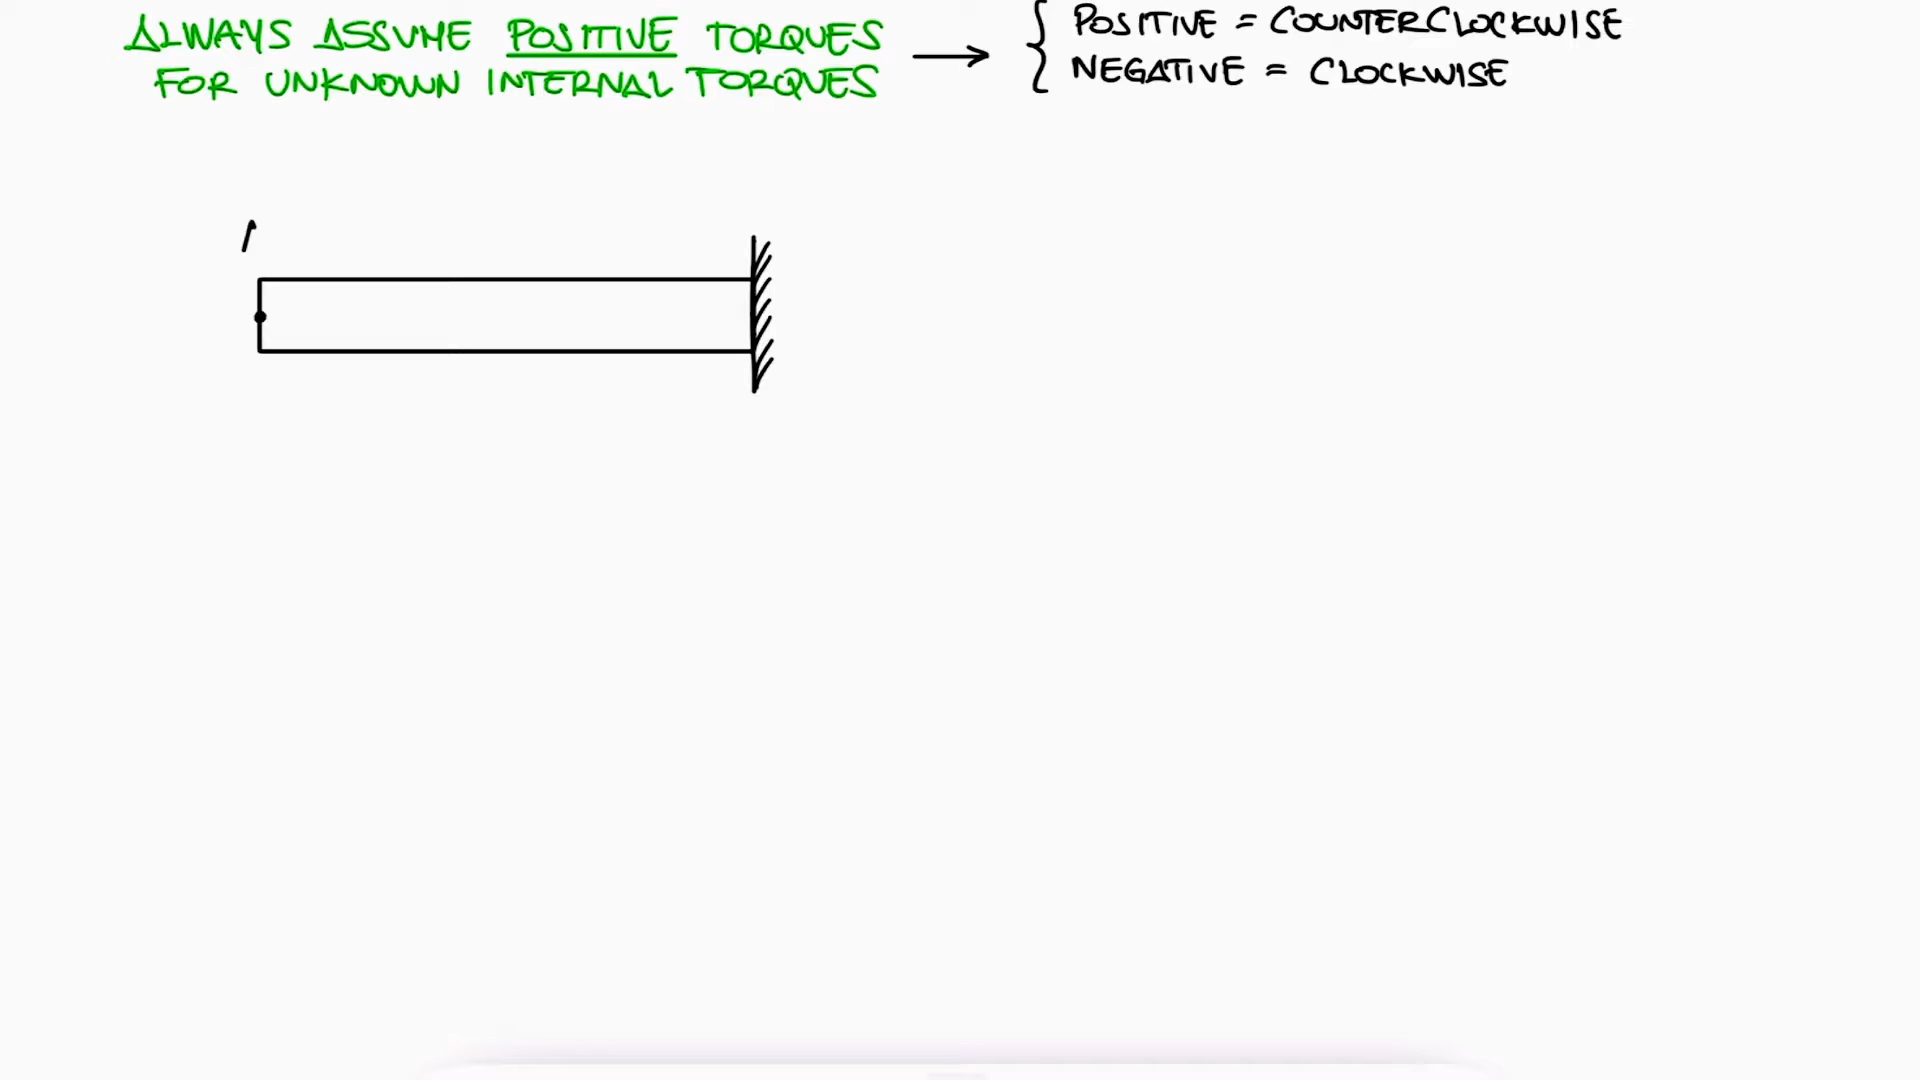 ALWAYS ASSUME POSITIVE TORQUES
FOR UNKNOWN INTERNAL TORQUES
POSITIVE = COUNTERCLOCKWISE
NEGATIVE = CLOCKWISE